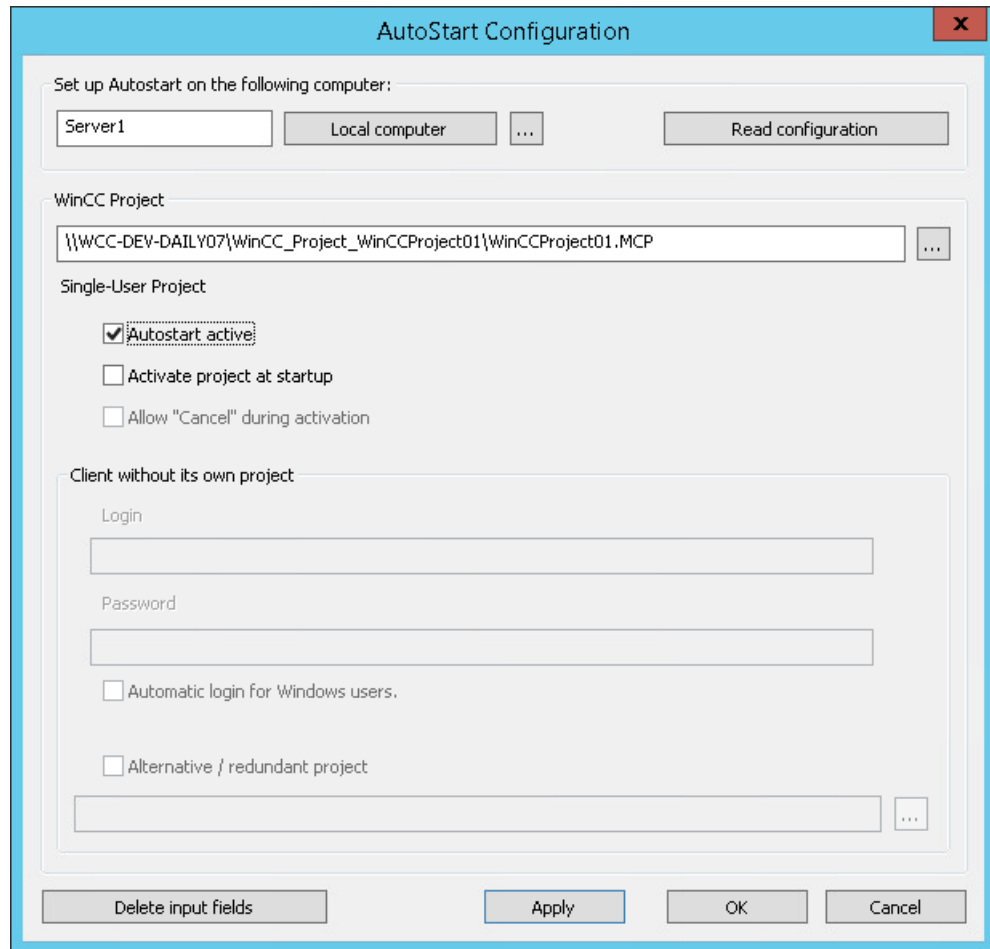 AutoStart Configuration
x
Set up Autostart on the following computer:
Server1
Local computer
...
Read configuration
WinCC Project
\\WCC-DEV-DAILY07\WinCC_Project_WinCCProject01\WinCCProject01.MCP
...
Single-User Project
Autostart active
Activate project at startup
Allow "Cancel" during activation
Client without its own project
Login
Password
Automatic login for Windows users.
Alternative / redundant project
...
Delete input fields
Apply
OK
Cancel